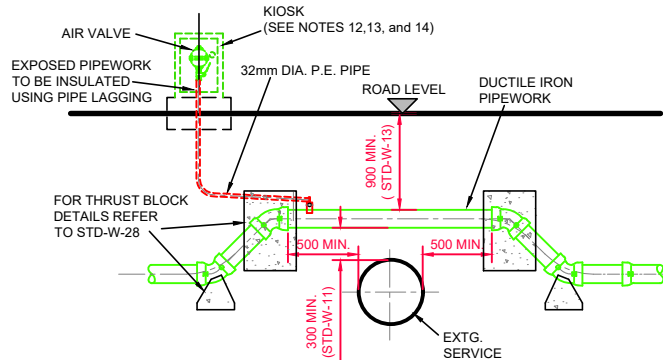 KIOSK
(SEE NOTES 12,13, and 14)
AIR VALVE
EXPOSED PIPEWORK
TO BE INSULATED
USING PIPE LAGGING
32mm DIA. P.E. PIPE
ROAD LEVEL
DUCTILE IRON
PIPEWORK
900 MIN.
( STD-W-13)
FOR THRUST BLOCK
DETAILS REFER
TO STD-W-28
500 MIN.
500 MIN.
300 MIN.
(STD-W-11)
EXTG.
SERVICE